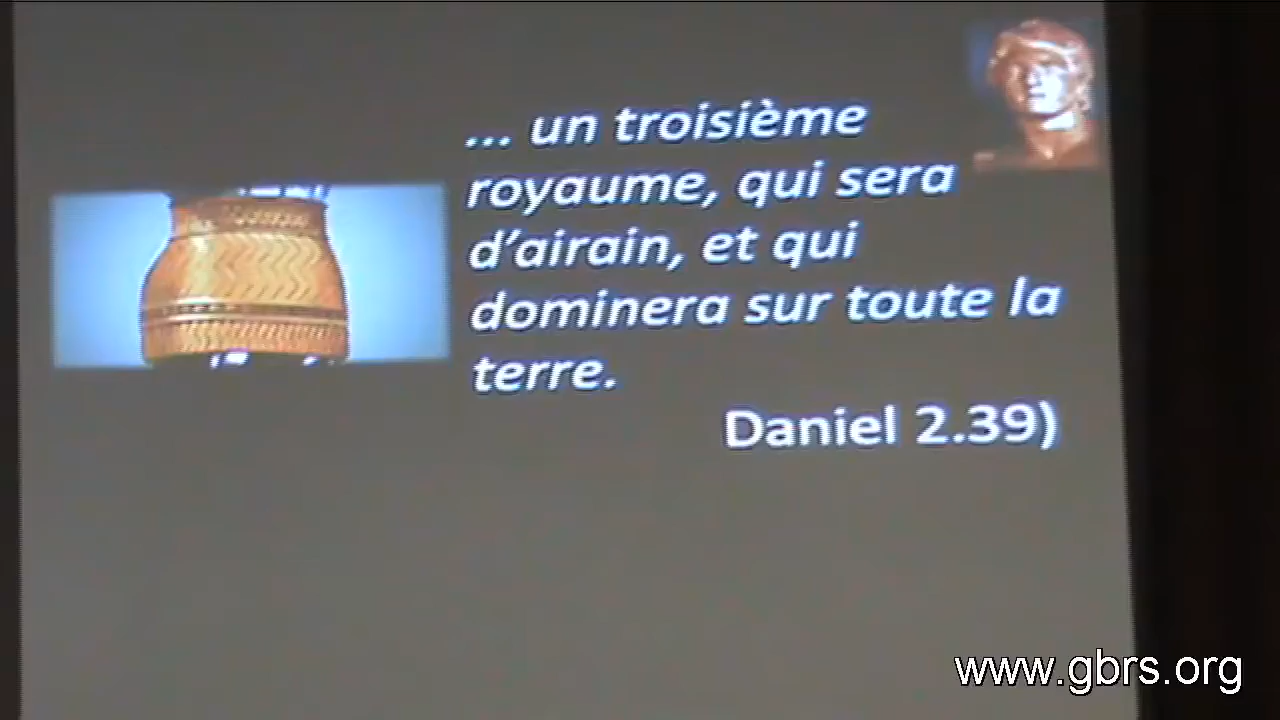 ... un troisième
royaume, qui sera
d'airain, et qui
dominera sur toute la
terre.
Daniel 2.39)
www.gbrs.org